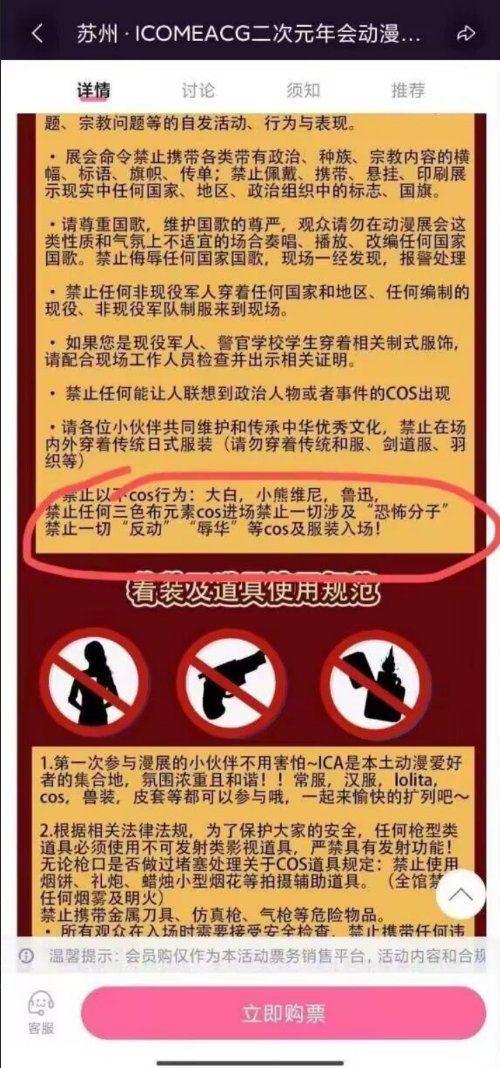 苏州·ICOMEACG二次元年会动漫...
详情
讨论
须知
推荐
题、宗教问题等的自发活动、行为与表现。
· 展会命令禁止携带各类带有政治、种族、宗教内容的横
幅、标语、旗帜、传单；禁止佩戴、携带、悬挂、印刷展
示现实中任何国家、地区、政治组织中的标志、国旗。
·请尊重国歌，维护国歌的尊严，观众请勿在动漫展会这
类性质和气氛上不适宜的场合奏唱、播放、改编任何国家
国歌。禁止侮辱任何国家国歌，现场一经发现，报警处理
· 禁止任何非现役军人穿着任何国家和地区、任何编制的
现役、非现役军队制服来到现场。
· 如果您是现役军人、警官学校学生穿着相关制式服饰，
请配合现场工作人员检查并出示相关证明。
· 禁止任何能让人联想到政治人物或者事件的COS出现
·请各位小伙伴共同维护和传承中华优秀文化，禁止在场
内外穿着传统日式服装（请勿穿着传统和服、剑道服、羽
织等）
禁止以下cos行为：大白，小熊维尼，鲁迅，
禁止任何三色布元素cos进场禁止一切涉及“恐怖分子”
禁止一切“反动”“辱华”等cos及服装入场！
着装及道具使用规范
1.第一次参与漫展的小伙伴不用害怕~ICA是本土动漫爱好
者的集合地，氛围浓重且和谐！！常服，汉服，lolita，
cos，兽装，皮套等都可以参与哦，一起来愉快的扩列吧～
2.根据相关法律法规，为了保护大家的安全，任何枪型类
道具必须使用不可发射类影视道具，严禁具有发射功能！
无论枪口是否做过堵塞处理关于COS道具规定：禁止使用
烟饼、礼炮、蜡烛小型烟花等拍摄辅助道具。（全馆禁
任何烟雾及明火）
禁止携带金属刀具、仿真枪、气枪等危险物品。
· 所有观众在入场时需要接受安全检查，禁止携带任何违
温馨提示：会员购仅作为本活动票务销售平台，活动内容和合规
客服
立即购票